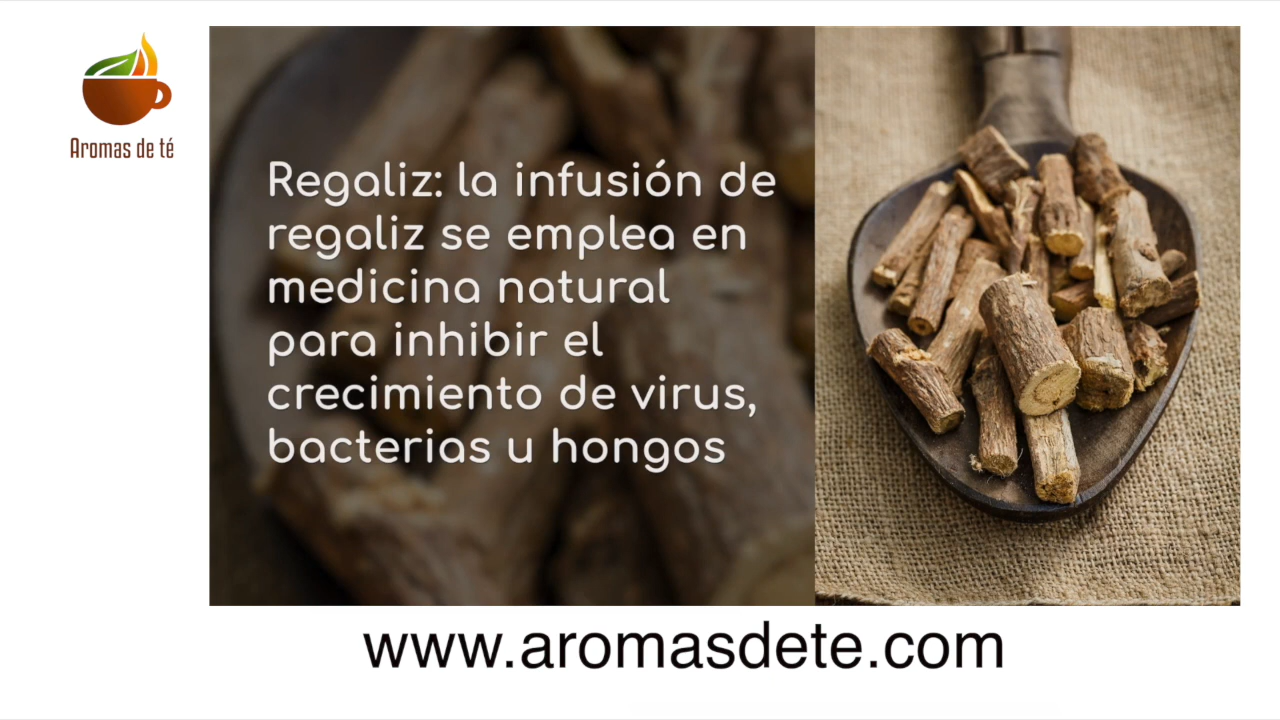 Aromas de té
Regaliz: la infusión de
regaliz se emplea en
medicina natural
para inhibir el
crecimiento de virus,
bacterias u hongos
www.aromasdete.com